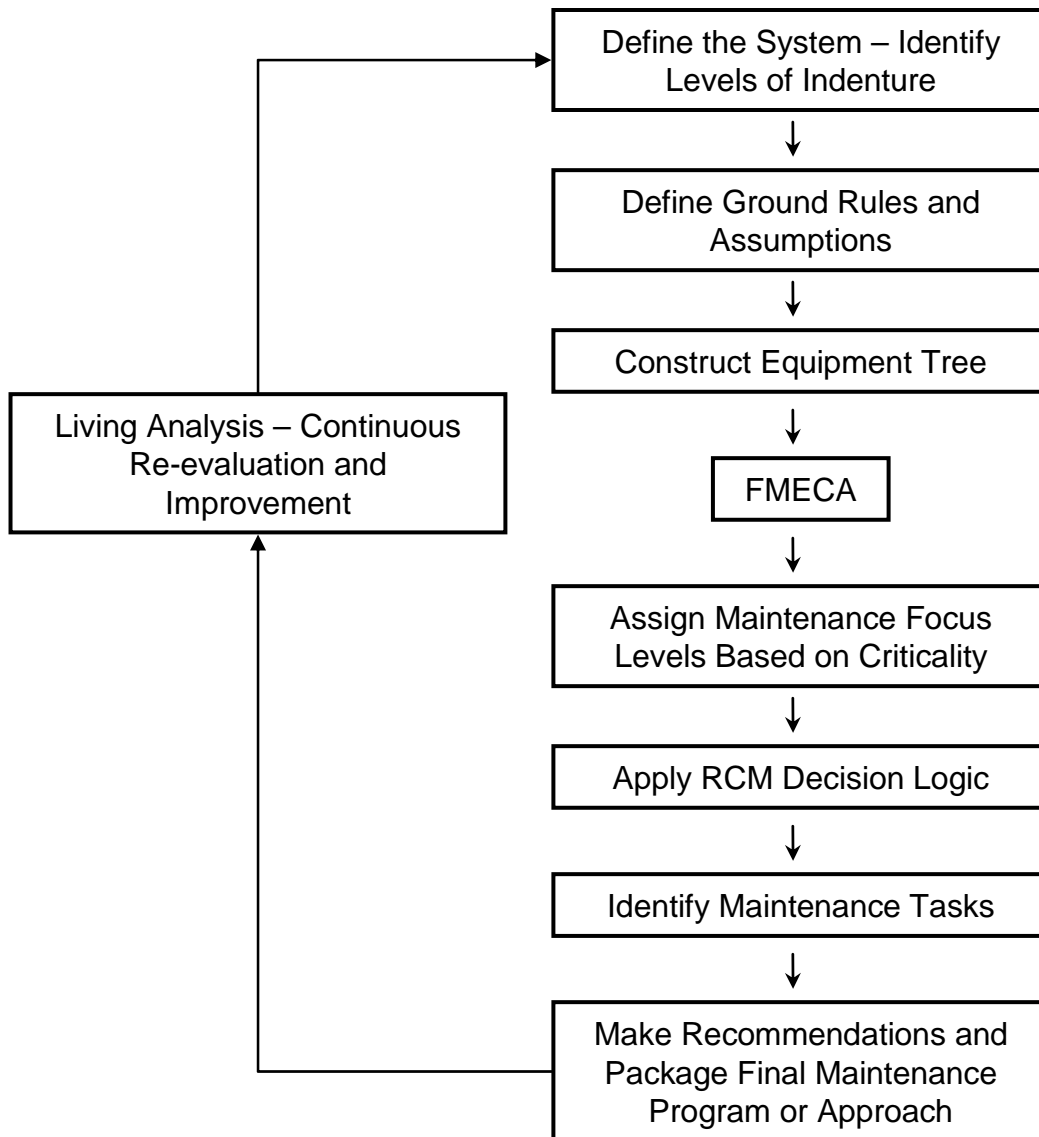 Define the System – Identify
Levels of Indenture
Define Ground Rules and
Assumptions
Construct Equipment Tree
Living Analysis – Continuous
Re-evaluation and
Improvement
FMECA
Assign Maintenance Focus
Levels Based on Criticality
Apply RCM Decision Logic
Identify Maintenance Tasks
Make Recommendations and
Package Final Maintenance
Program or Approach